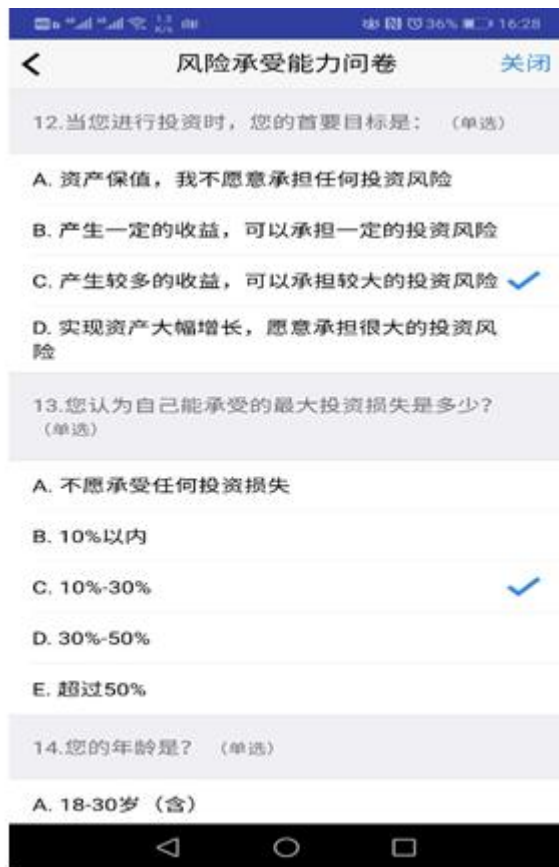 36% 16:28
风险承受能力问卷 关闭
12.当您进行投资时，您的首要目标是： （单选）
A. 资产保值，我不愿意承担任何投资风险
B. 产生一定的收益，可以承担一定的投资风险
C. 产生较多的收益，可以承担较大的投资风险
D. 实现资产大幅增长，愿意承担很大的投资风
险
13.您认为自己能承受的最大投资损失是多少？
（单选）
A. 不愿承受任何投资损失
B. 10%以内
C. 10%-30%
D. 30%-50%
E. 超过50%
14.您的年龄是？ （单选）
A. 18-30岁（含）